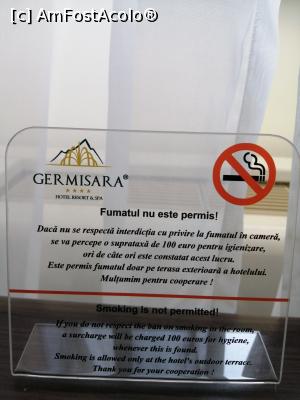 [c] AmFostAcolo®
GERMISARA®
HOTEL RESORT & SPA
Fumatul nu este permis!
Dacă nu se respectă interdicția cu privire la fumatul în cameră,
se va percepe o suprataxă de 100 euro pentru igienizare,
ori de câte ori este constatat acest lucru.
Este permis fumatul doar pe terasa exterioară a hotelului.
Mulțumim pentru cooperare !
Smoking is not permitted!
If you do not respect the ban on smoking in the room,
a surcharge will be charged 100 euros for hygiene,
whenever this is found.
Smoking is allowed only at the hotel's outdoor terrace.
Thank you for your cooperation !